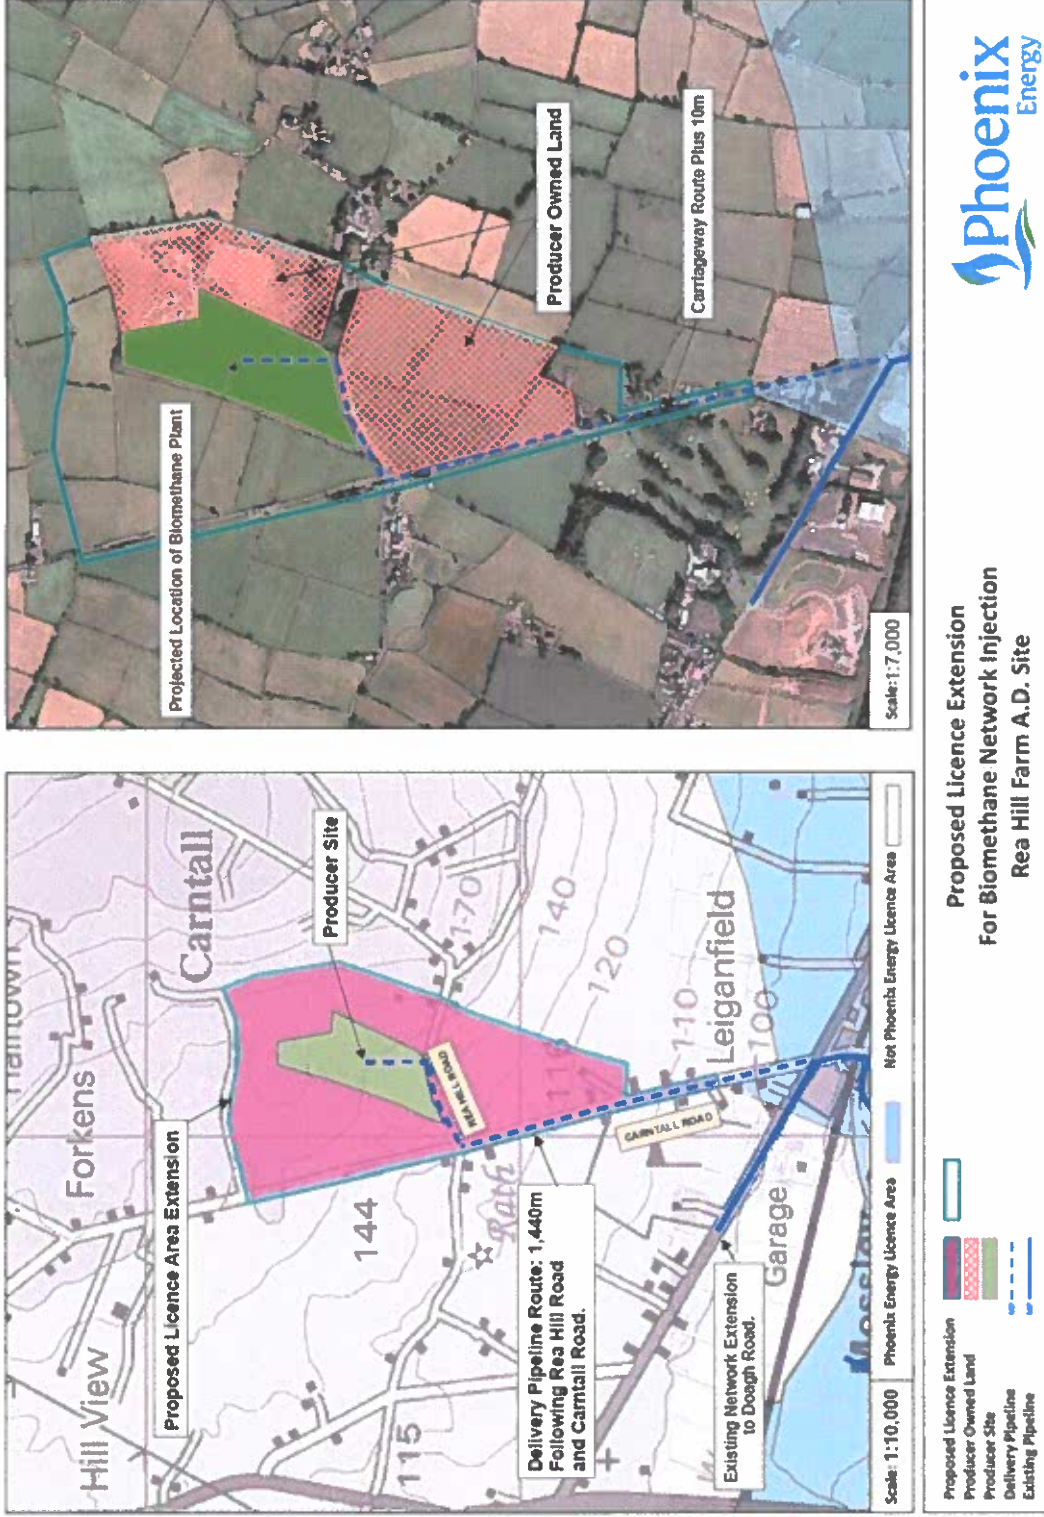 Hill View
Forkens
Carntall
Proposed Licence Area Extension
Producer Site
144
170
140
120
110
100
115
Rath
REA HILL ROAD
CARNTALL ROAD
Leiganfield
Delivery Pipeline Route: 1,440m
Following Rea Hill Road
and Carntall Road.
Existing Network Extension
to Doagh Road.
Garage
Scale: 1:10,000
Phoenix Energy Licence Area
Not Phoenix Energy Licence Area
Projected Location of Biomethane Plant
Producer Owned Land
Carriageway Route Plus 10m
Scale:1:7,000
Proposed Licence Extension
Producer Owned Land
Producer Site
Delivery Pipeline
Existing Pipeline
MP
MP
Proposed Licence Extension
For Biomethane Network Injection
Rea Hill Farm A.D. Site
Phoenix
Energy